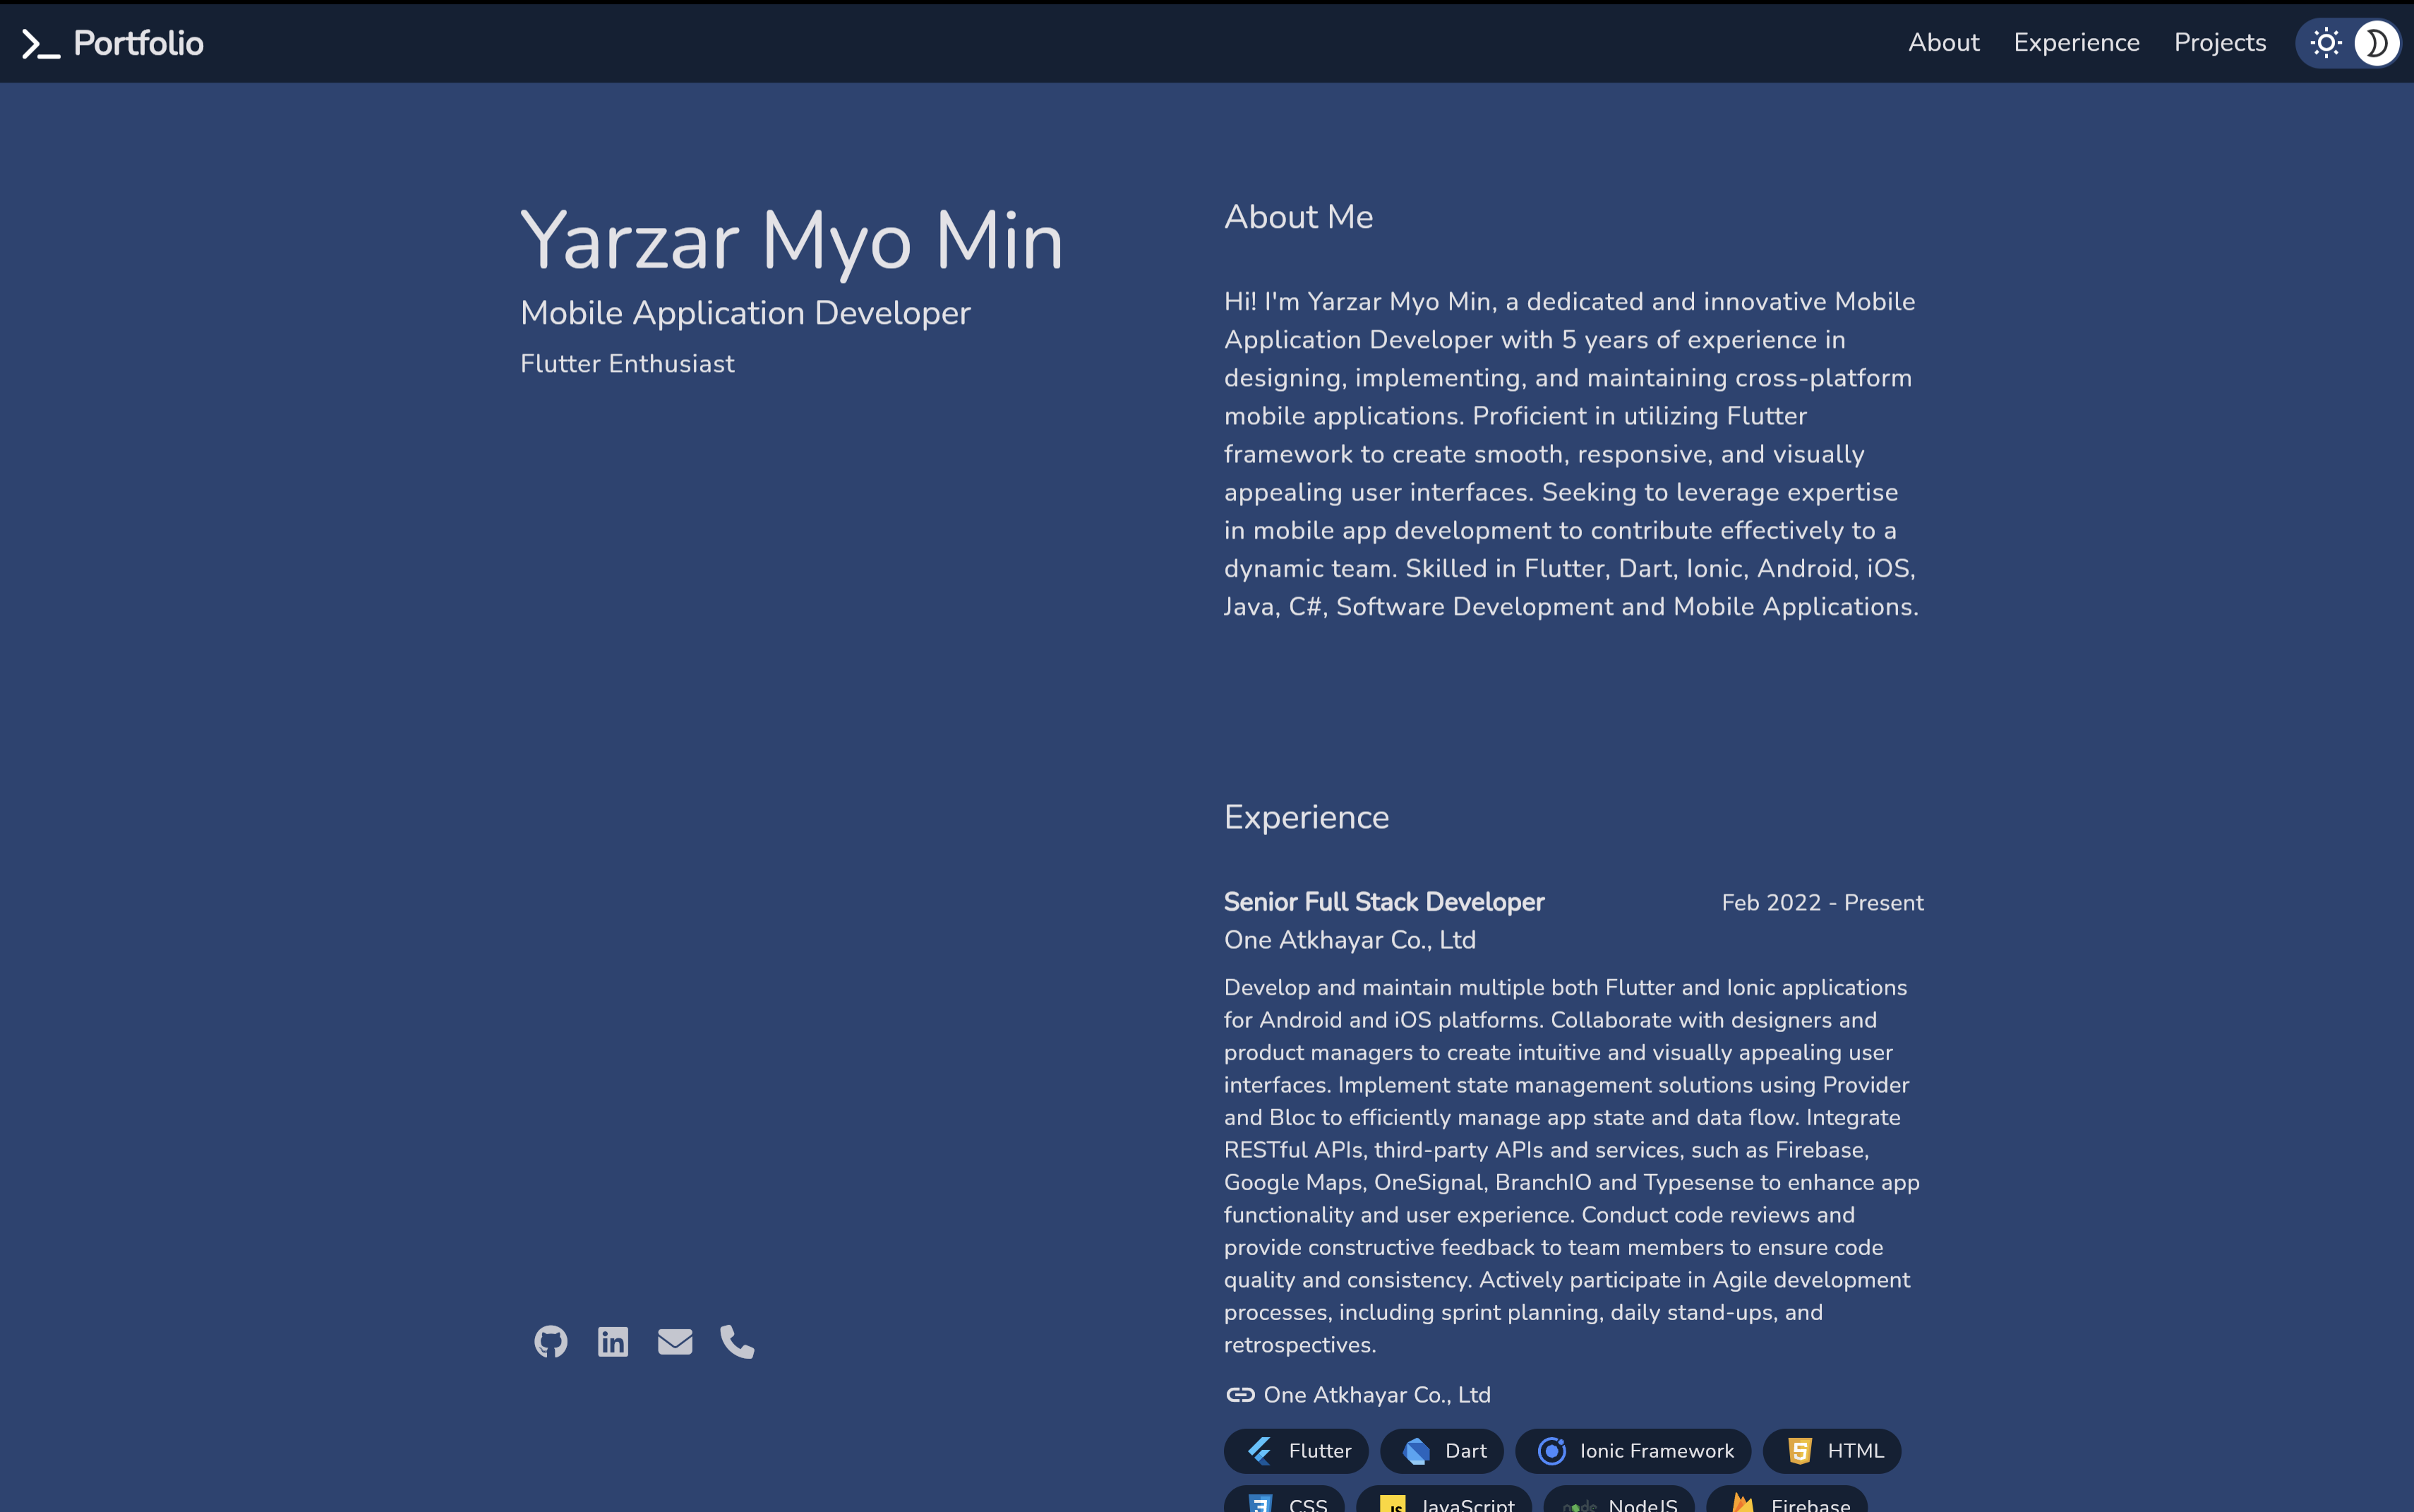 Portfolio
About
Experience
Projects
Yarzar Myo Min
Mobile Application Developer
Flutter Enthusiast
About Me
Hi! I'm Yarzar Myo Min, a dedicated and innovative Mobile
Application Developer with 5 years of experience in
designing, implementing, and maintaining cross-platform
mobile applications. Proficient in utilizing Flutter
framework to create smooth, responsive, and visually
appealing user interfaces. Seeking to leverage expertise
in mobile app development to contribute effectively to a
dynamic team. Skilled in Flutter, Dart, Ionic, Android, iOS,
Java, C#, Software Development and Mobile Applications.
Experience
Senior Full Stack Developer
Feb 2022 - Present
One Atkhayar Co., Ltd
Develop and maintain multiple both Flutter and Ionic applications
for Android and iOS platforms. Collaborate with designers and
product managers to create intuitive and visually appealing user
interfaces. Implement state management solutions using Provider
and Bloc to efficiently manage app state and data flow. Integrate
RESTful APIs, third-party APIs and services, such as Firebase,
Google Maps, OneSignal, BranchIO and Typesense to enhance app
functionality and user experience. Conduct code reviews and
provide constructive feedback to team members to ensure code
quality and consistency. Actively participate in Agile development
processes, including sprint planning, daily stand-ups, and
retrospectives.
One Atkhayar Co., Ltd
Flutter
Dart
Ionic Framework
HTML
CSS
JavaScript
NodeJS
Firebase